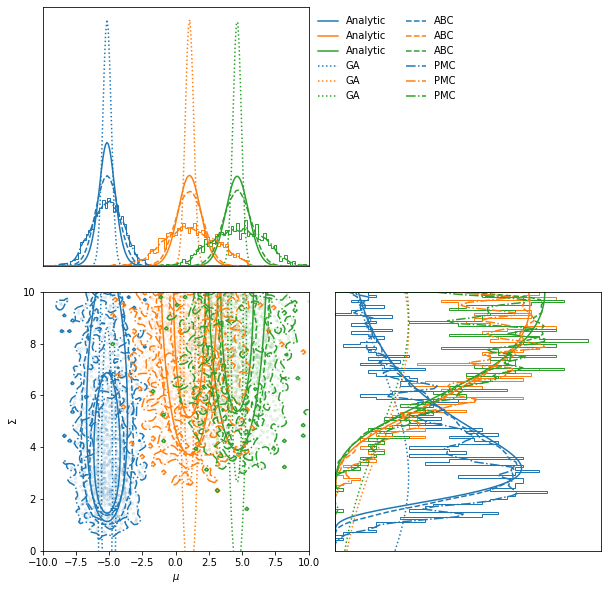 Analytic ABC
Analytic ABC
Analytic ABC
GA PMC
GA PMC
GA PMC
10
8
6
4
2
0
Σ
−10.0 −7.5 −5.0 −2.5 0.0 2.5 5.0 7.5 10.0
μ